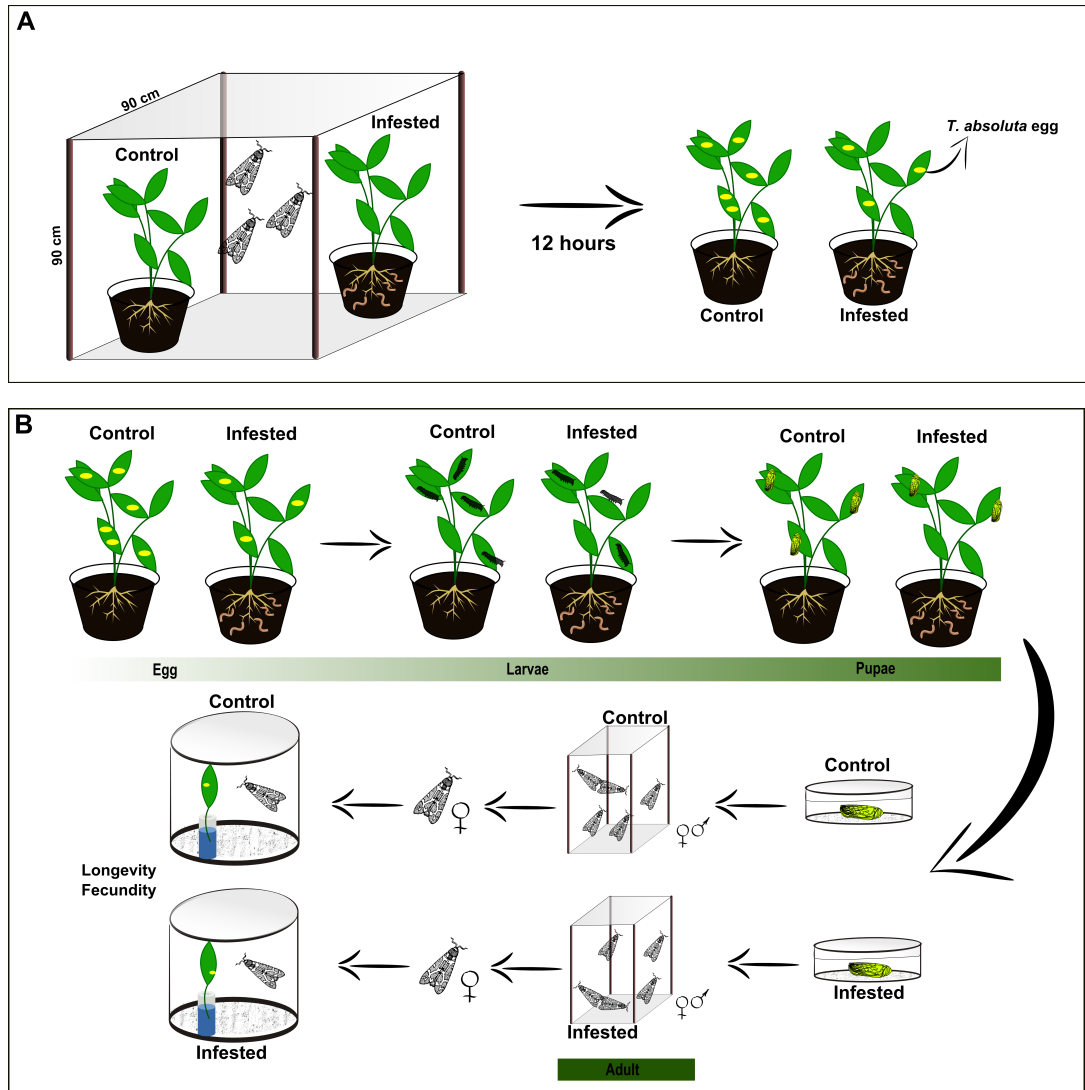 A
90 cm
90 cm
Control
Infested
12 hours
T. absoluta egg
Control
Infested
B
Control
Infested
Control
Infested
Control
Infested
Egg
Larvae
Pupae
Control
Control
Control
Longevity
Fecundity
Infested
Infested
Infested
Adult